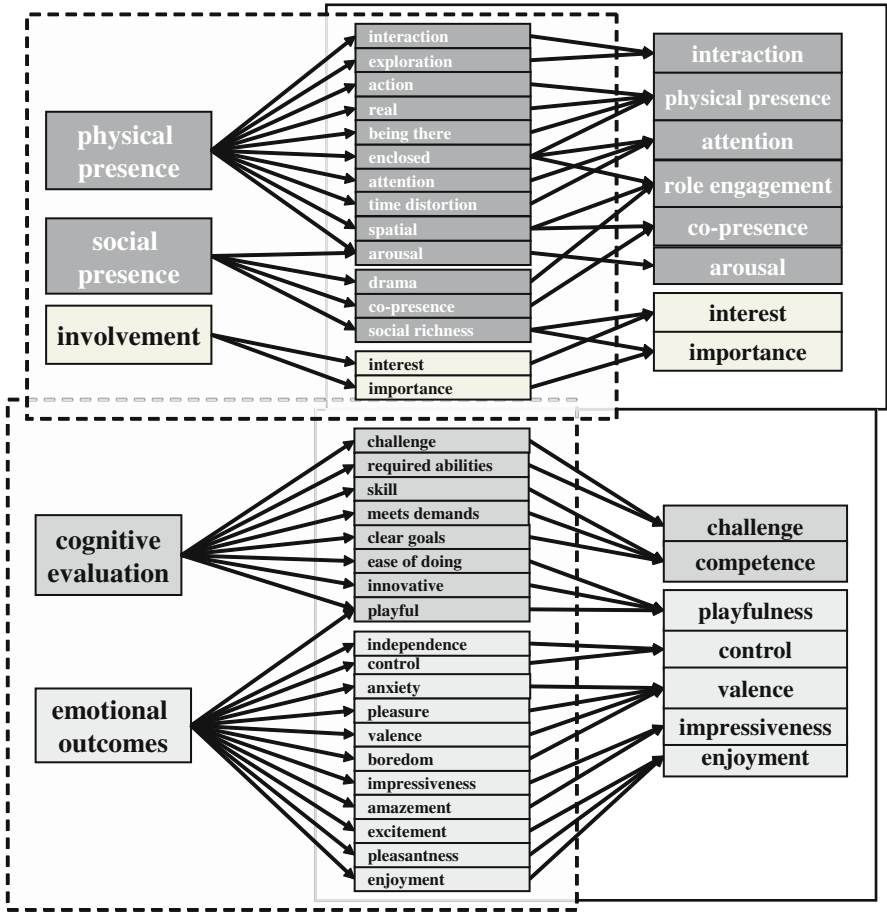 physical
presence
social
presence
involvement
interaction
exploration
action
real
being there
enclosed
attention
time distortion
spatial
arousal
drama
co-presence
social richness
interest
importance
interaction
physical presence
attention
role engagement
co-presence
arousal
interest
importance
cognitive
evaluation
emotional
outcomes
challenge
required abilities
skill
meets demands
clear goals
ease of doing
innovative
playful
independence
control
anxiety
pleasure
valence
boredom
impressiveness
amazement
excitement
pleasantness
enjoyment
challenge
competence
playfulness
control
valence
impressiveness
enjoyment